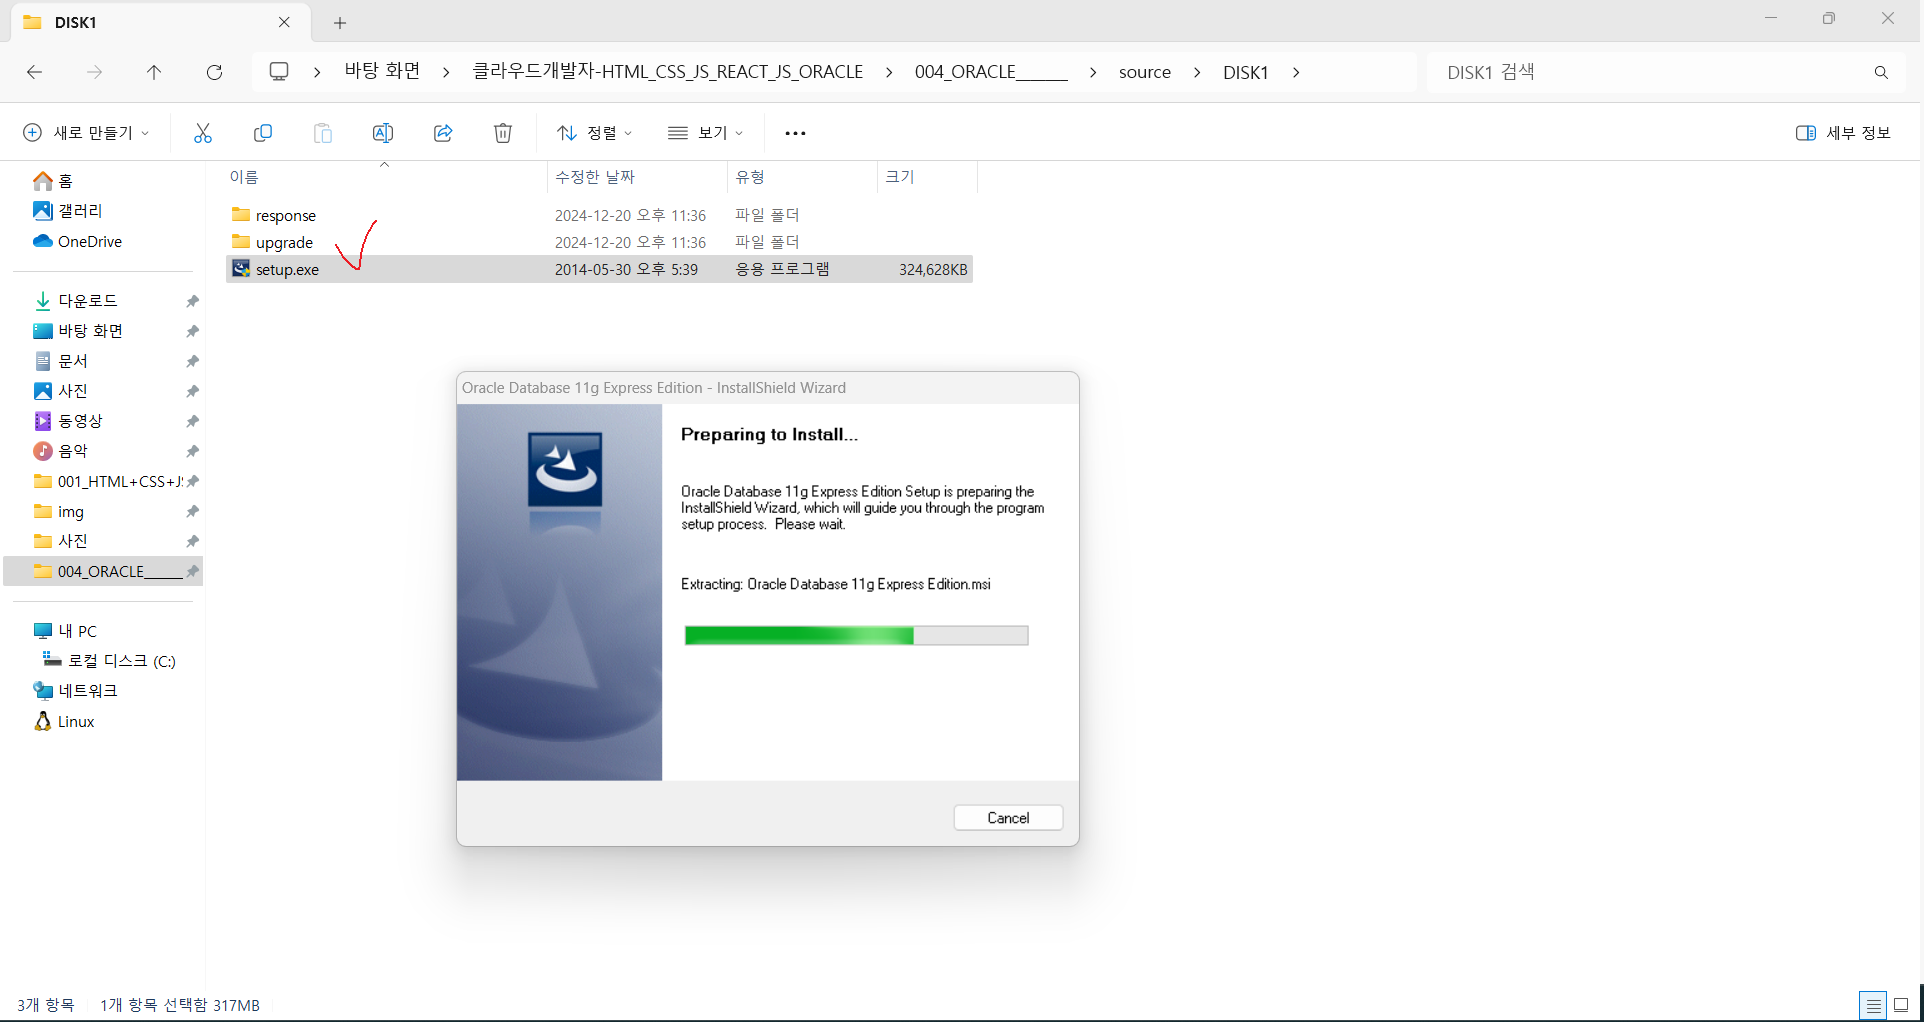 DISK1
바탕 화면 > 클라우드개발자-HTML_CSS_JS_REACT_JS_ORACLE > 004_ORACLE______ > source > DISK1 >
DISK1 검색
새로 만들기
정렬
보기
세부 정보
이름 수정한 날짜 유형 크기
response 2024-12-20 오후 11:36 파일 폴더
upgrade 2024-12-20 오후 11:36 파일 폴더
setup.exe 2014-05-30 오후 5:39 응용 프로그램 324,628KB
홈
갤러리
OneDrive
다운로드
바탕 화면
문서
사진
동영상
음악
001_HTML+CSS+JS
img
사진
004_ORACLE______
내 PC
로컬 디스크 (C:)
네트워크
Linux
Oracle Database 11g Express Edition - InstallShield Wizard
Preparing to Install...
Oracle Database 11g Express Edition Setup is preparing the
InstallShield Wizard, which will guide you through the program
setup process. Please wait.
Extracting: Oracle Database 11g Express Edition.msi
Cancel
3개 항목 1개 항목 선택함 317MB